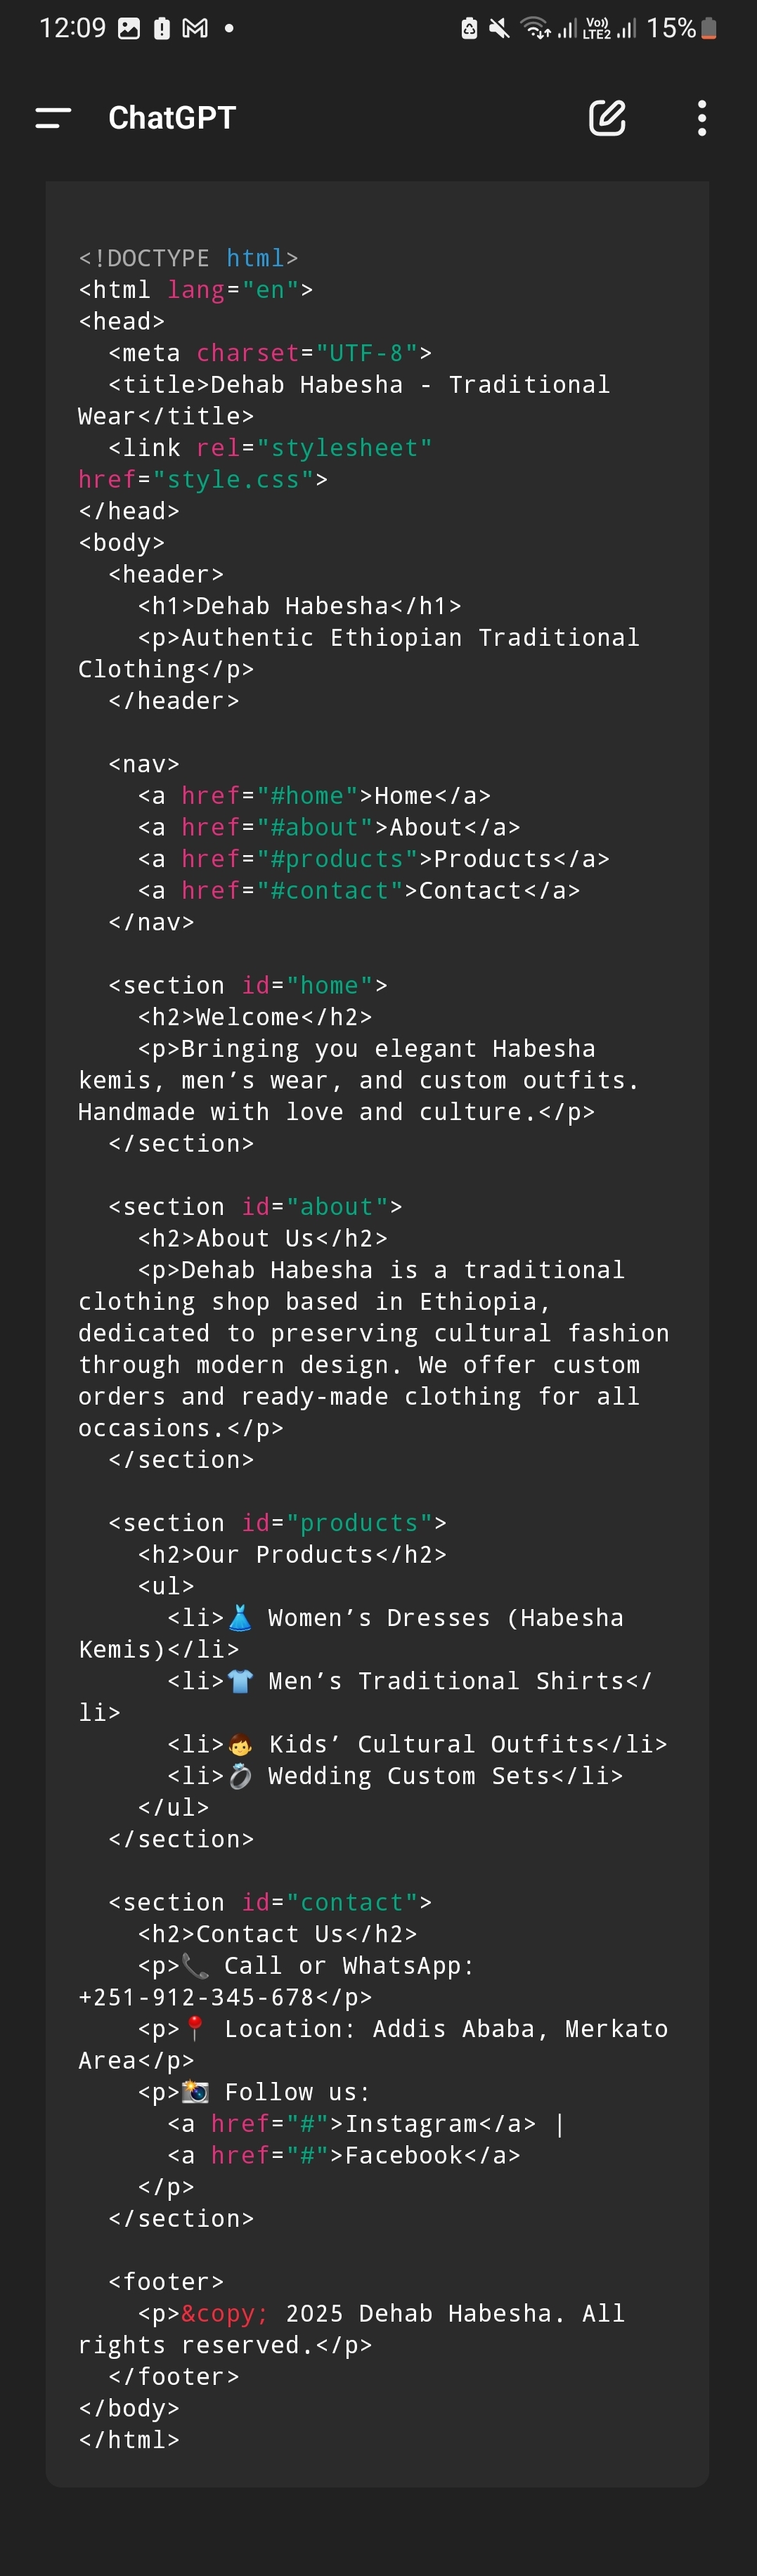 12:09
Vo))
LTE2
15%
ChatGPT
<!DOCTYPE html>
<html lang="en">
<head>
  <meta charset="UTF-8">
  <title>Dehab Habesha - Traditional
Wear</title>
  <link rel="stylesheet"
href="style.css">
</head>
<body>
  <header>
    <h1>Dehab Habesha</h1>
    <p>Authentic Ethiopian Traditional
Clothing</p>
  </header>

  <nav>
    <a href="#home">Home</a>
    <a href="#about">About</a>
    <a href="#products">Products</a>
    <a href="#contact">Contact</a>
  </nav>

  <section id="home">
    <h2>Welcome</h2>
    <p>Bringing you elegant Habesha
kemis, men’s wear, and custom outfits.
Handmade with love and culture.</p>
  </section>

  <section id="about">
    <h2>About Us</h2>
    <p>Dehab Habesha is a traditional
clothing shop based in Ethiopia,
dedicated to preserving cultural fashion
through modern design. We offer custom
orders and ready-made clothing for all
occasions.</p>
  </section>

  <section id="products">
    <h2>Our Products</h2>
    <ul>
      <li>👗 Women’s Dresses (Habesha
Kemis)</li>
      <li>👕 Men’s Traditional Shirts</
li>
      <li>🧒 Kids’ Cultural Outfits</li>
      <li>💍 Wedding Custom Sets</li>
    </ul>
  </section>

  <section id="contact">
    <h2>Contact Us</h2>
    <p>📞 Call or WhatsApp:
+251-912-345-678</p>
    <p>📍 Location: Addis Ababa, Merkato
Area</p>
    <p>📸 Follow us:
      <a href="#">Instagram</a> |
      <a href="#">Facebook</a>
    </p>
  </section>

  <footer>
    <p>&copy; 2025 Dehab Habesha. All
rights reserved.</p>
  </footer>
</body>
</html>